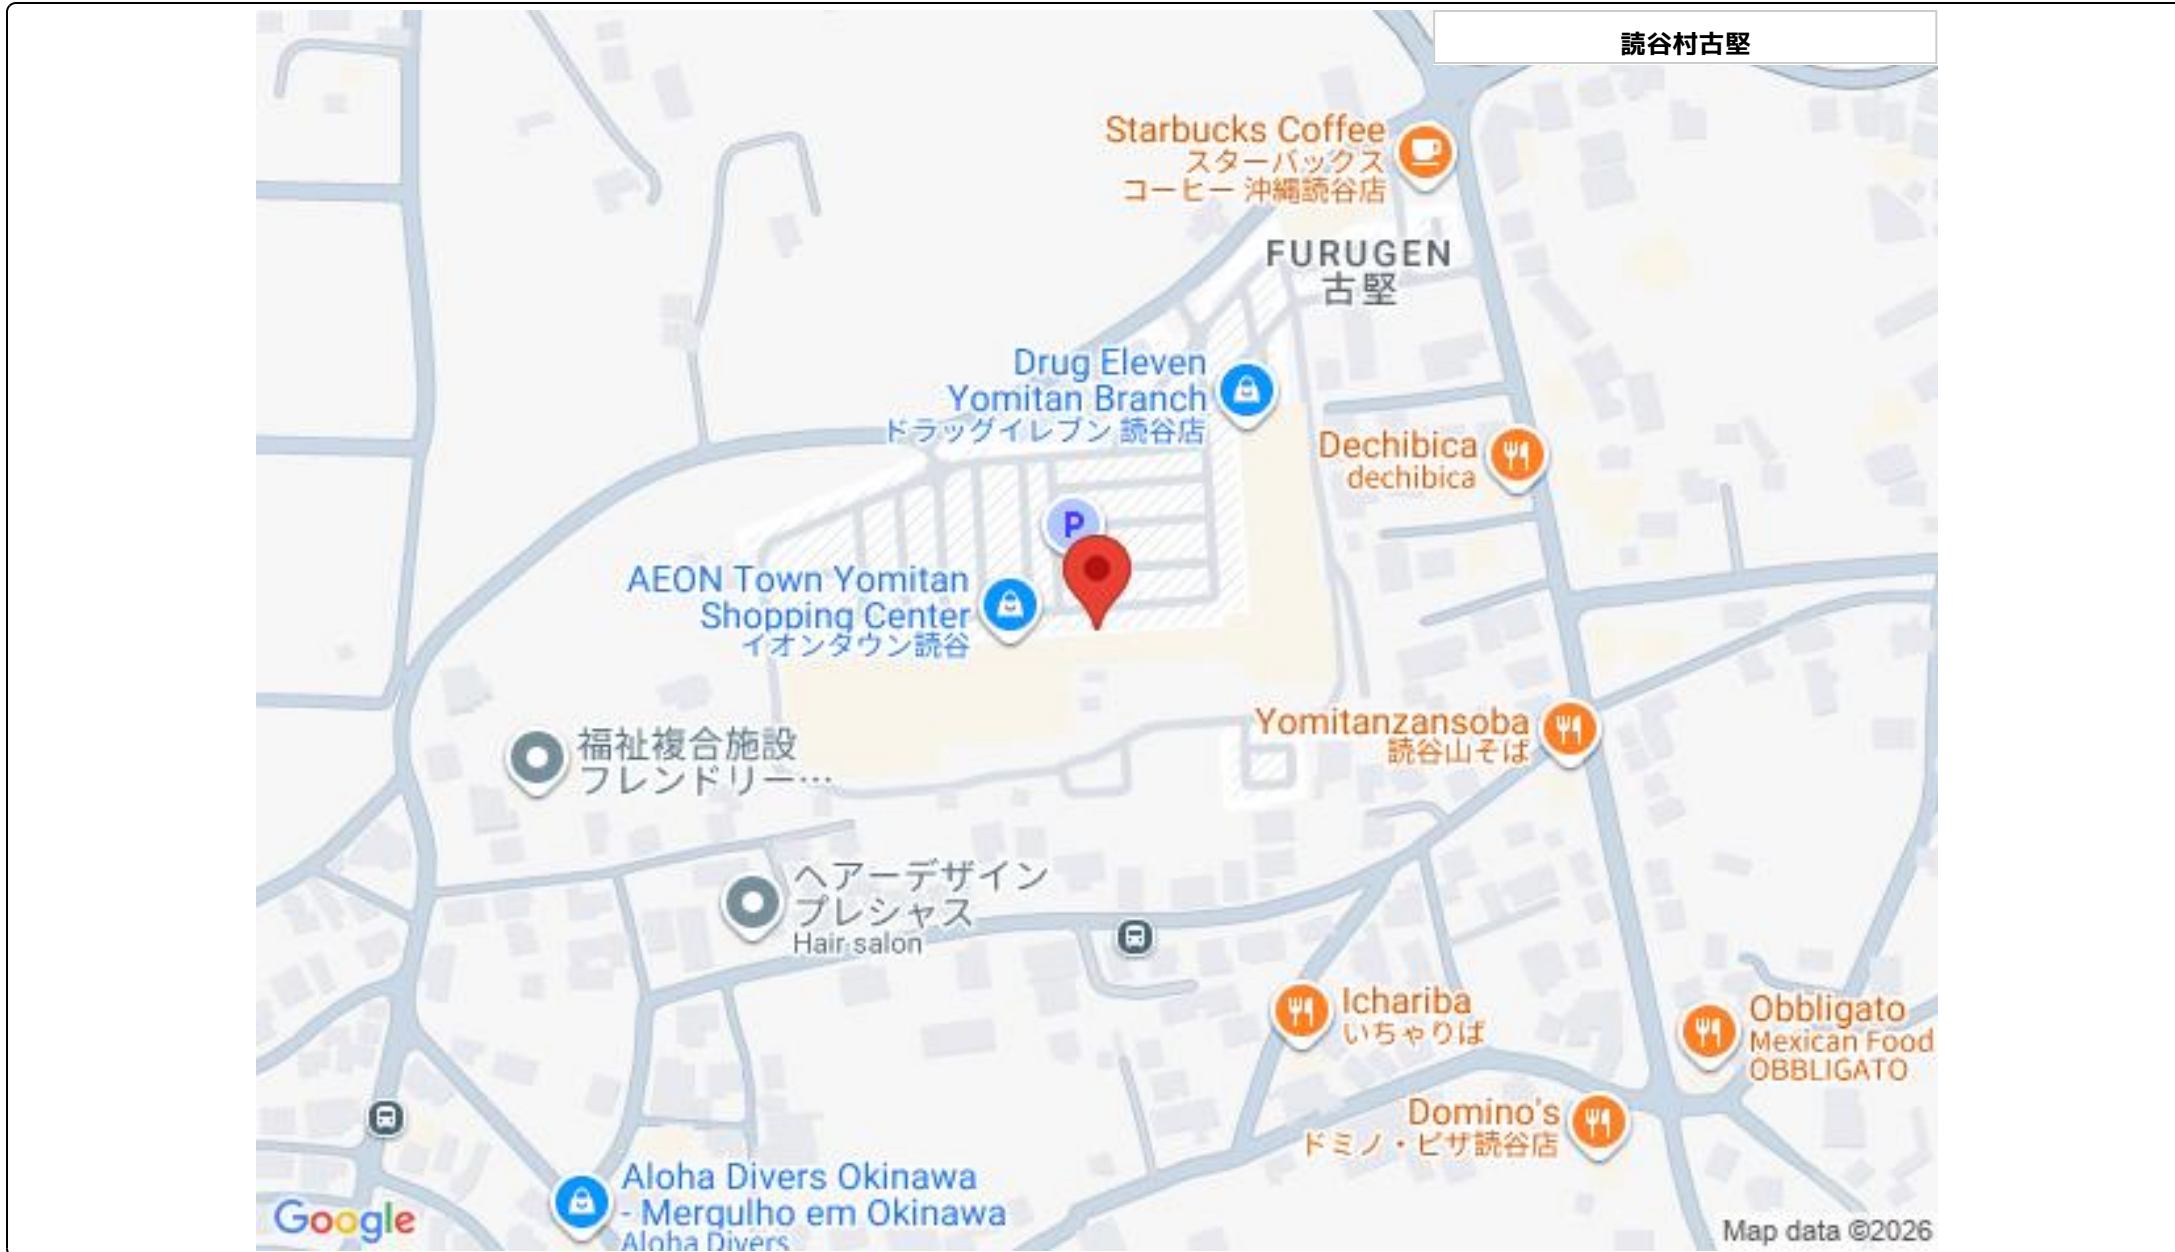 読谷村古堅
Starbucks Coffee
スターバックス
コーヒー 沖縄読谷店
FURUGEN
古堅
Drug Eleven
Yomitan Branch
ドラッグイレブン 読谷店
Dechibica
dechibica
P
AEON Town Yomitan
Shopping Center
イオンタウン読谷
Yomitanzansoba
読谷山そば
福祉複合施設
フレンドリー…
ヘアーデザイン
プレシャス
Hair salon
Ichariba
いちゃりば
Obbligato
Mexican Food
OBBLIGATO
Domino's
ドミノ・ピザ読谷店
Aloha Divers Okinawa
- Mergulho em Okinawa
Aloha Divers
Google
Map data ©2026